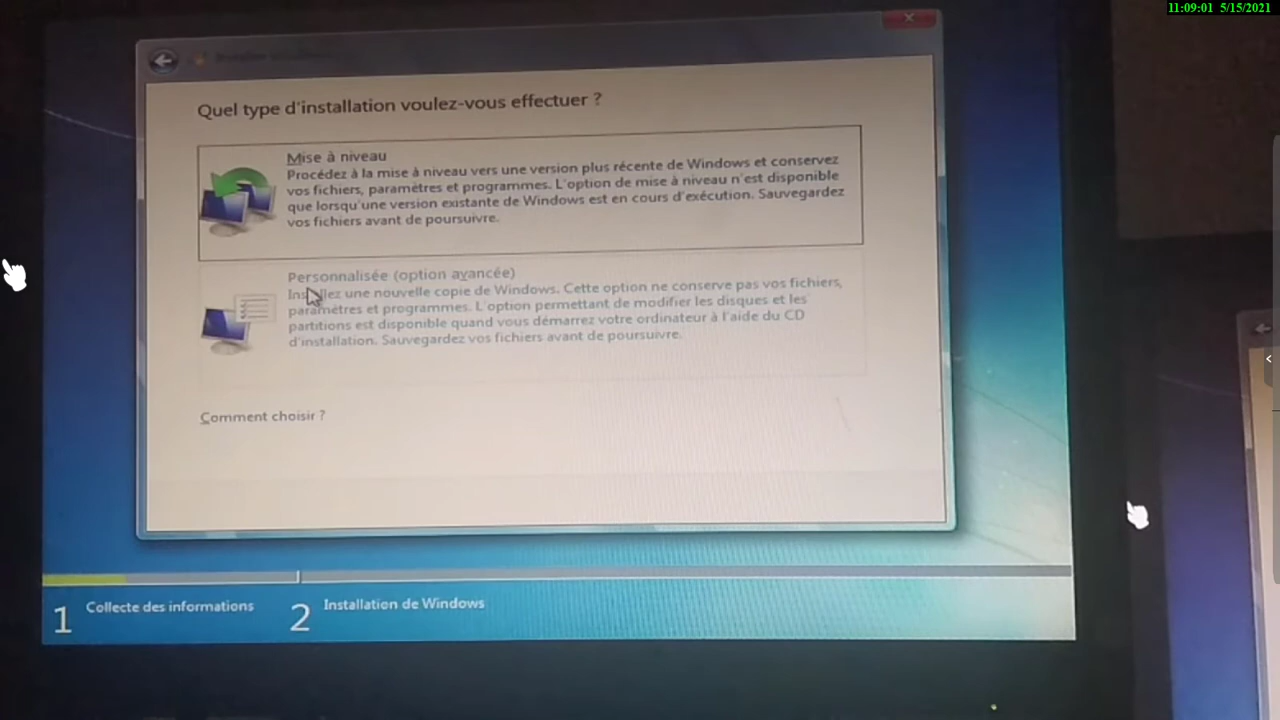 11:09:01 5/15/2021
Quel type d'installation voulez-vous effectuer ?
Mise à niveau
Procédez à la mise à niveau vers une version plus récente de Windows et conservez
vos fichiers, paramètres et programmes. L'option de mise à niveau n'est disponible
que lorsqu'une version existante de Windows est en cours d'exécution. Sauvegardez
vos fichiers avant de poursuivre.
Personnalisée (option avancée)
Installez une nouvelle copie de Windows. Cette option ne conserve pas vos fichiers,
paramètres et programmes. L'option permettant de modifier les disques et les
partitions est disponible quand vous démarrez votre ordinateur à l'aide du CD
d'installation. Sauvegardez vos fichiers avant de poursuivre.
Comment choisir ?
1 Collecte des informations
2 Installation de Windows